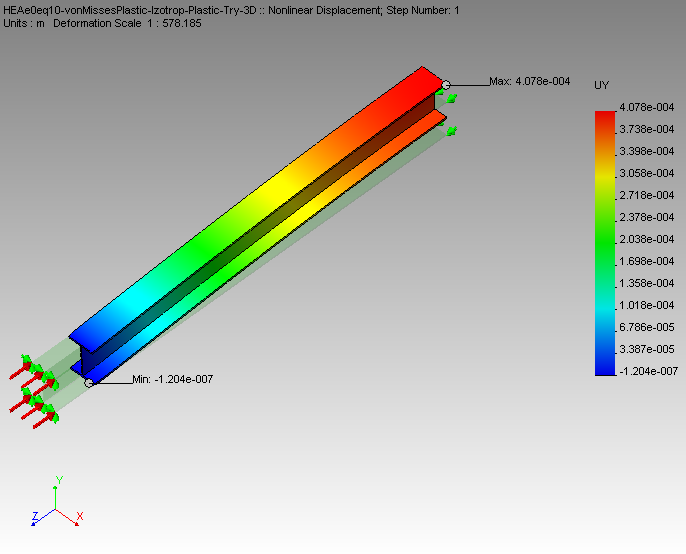 HEAe0eq10-vonMissesPlastic-Izotrop-Plastic-Try-3D :: Nonlinear Displacement; Step Number: 1
Units : m   Deformation Scale  1 : 578.185
Max: 4.078e-004
UY
4.078e-004
3.738e-004
3.398e-004
3.058e-004
2.718e-004
2.378e-004
2.038e-004
1.698e-004
1.358e-004
1.018e-004
6.786e-005
3.387e-005
-1.204e-007
Min: -1.204e-007
Y
Z
X